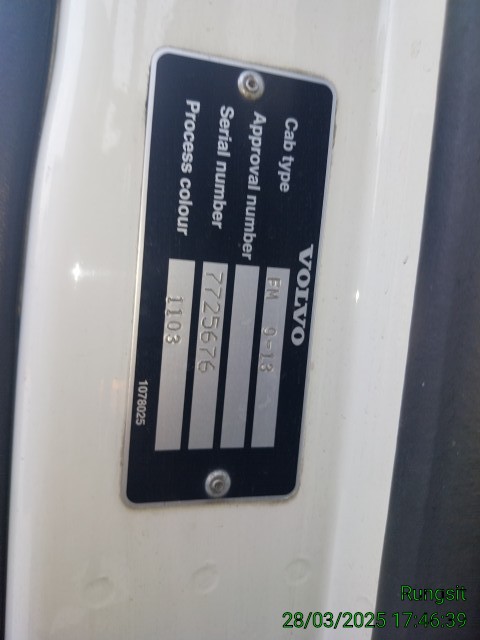 VOLVO
Cab type FM 9-13
Approval number
Serial number 7725676
Process colour 1103
1078025
Rungsit
28/03/2025 17:46:39